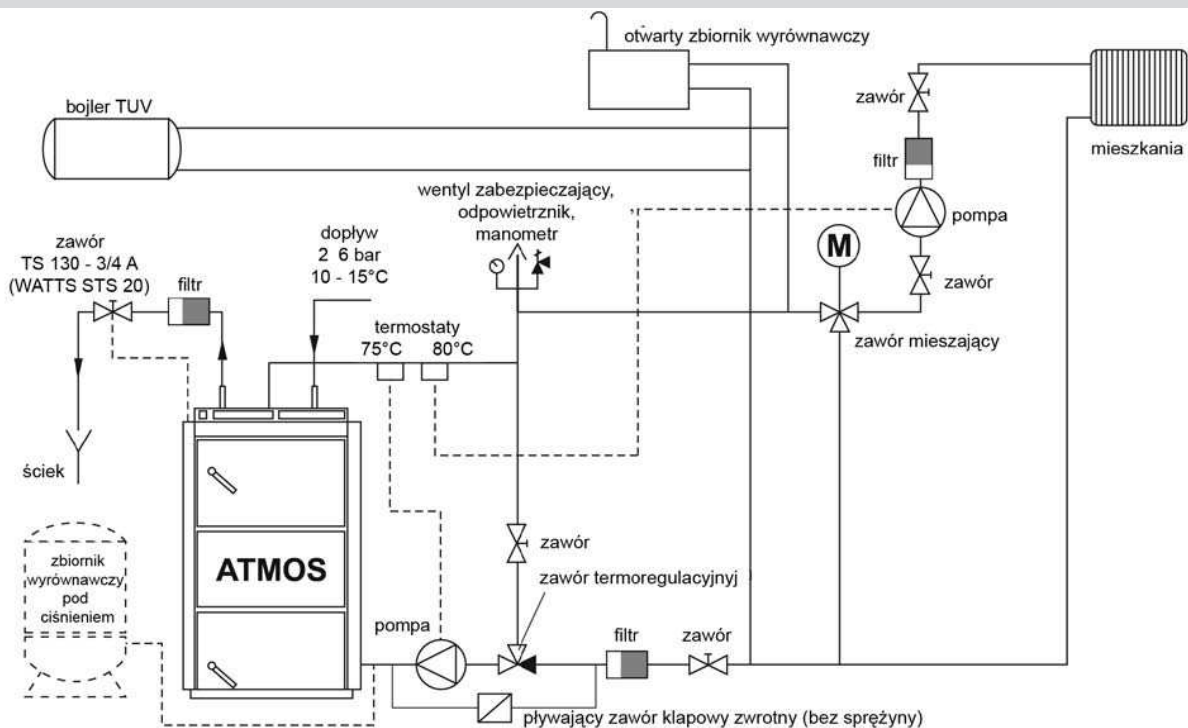 otwarty zbiornik wyrównawczy
bojler TUV
zawór
filtr
mieszkania
wentyl zabezpieczający,
odpowietrznik,
manometr
pompa
M
zawór
zawór mieszający
zawór
TS 130 - 3/4 A
(WATTS STS 20)
filtr
dopływ
2 6 bar
10 - 15°C
termostaty
75°C 80°C
ściek
ATMOS
zbiornik
wyrównawczy
pod
ciśnieniem
zawór
zawór termoregulacyjnyj
pompa
filtr
zawór
pływający zawór klapowy zwrotny (bez sprężyny)